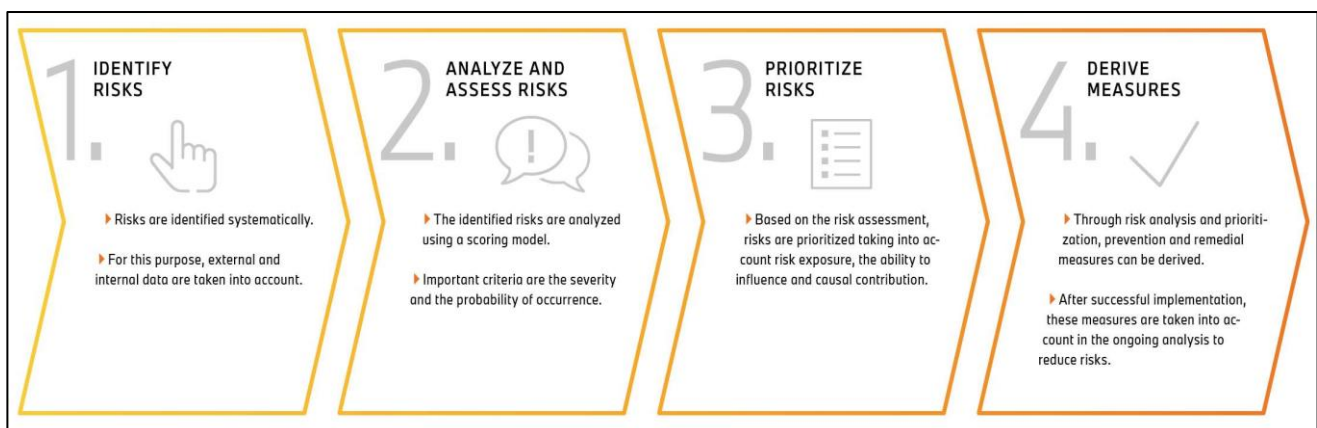 1.
IDENTIFY
RISKS
Risks are identified systematically.
For this purpose, external and
internal data are taken into account.
2.
ANALYZE AND
ASSESS RISKS
!
The identified risks are analyzed
using a scoring model.
Important criteria are the severity
and the probability of occurrence.
3.
PRIORITIZE
RISKS
Based on the risk assessment,
risks are prioritized taking into ac-
count risk exposure, the ability to
influence and causal contribution.
4.
DERIVE
MEASURES
Through risk analysis and prioriti-
zation, prevention and remedial
measures can be derived.
After successful implementation,
these measures are taken into ac-
count in the ongoing analysis to
reduce risks.